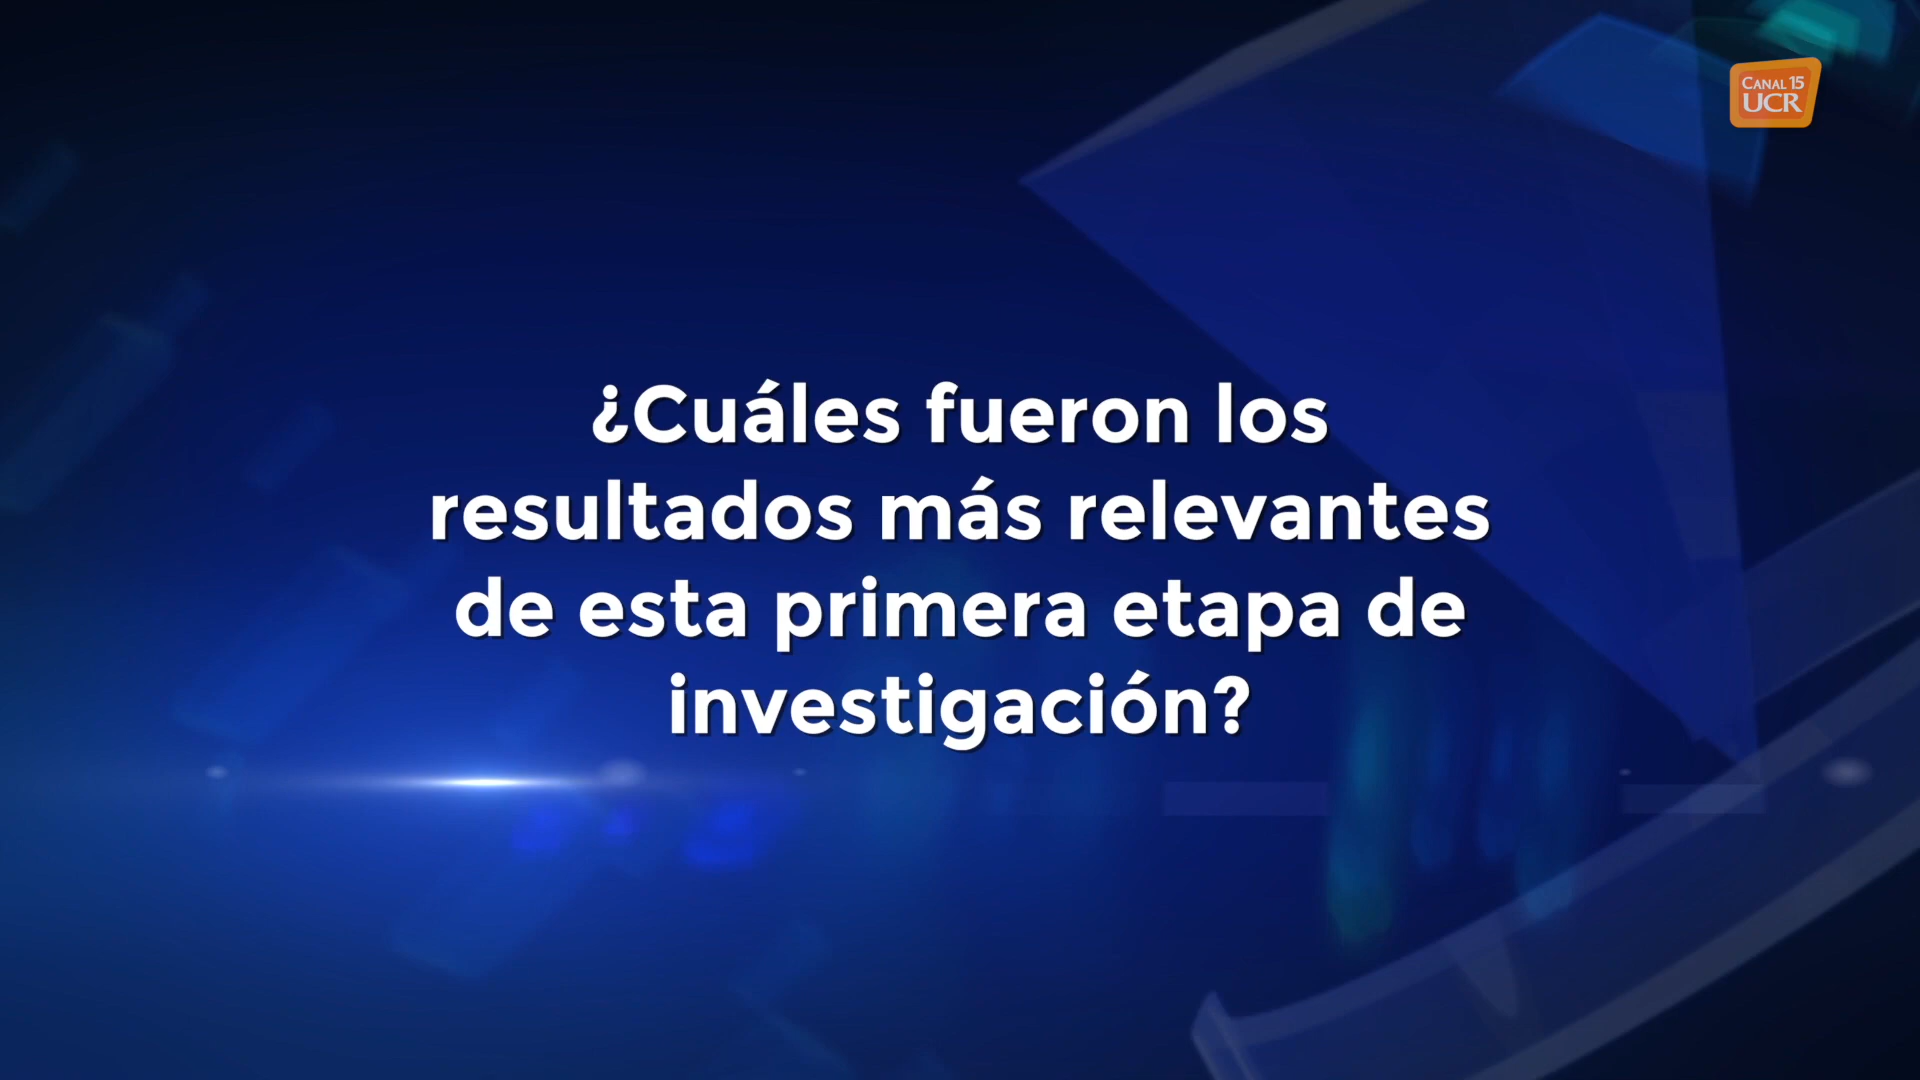 CANAL 15
UCR
¿Cuáles fueron los
resultados más relevantes
de esta primera etapa de
investigación?